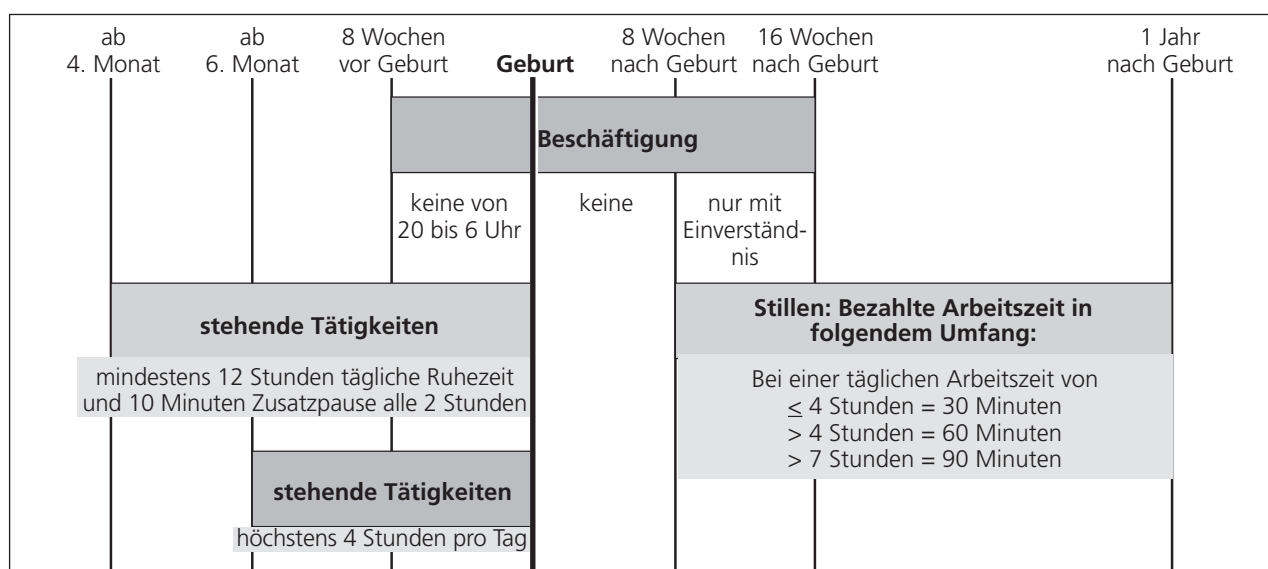 ab
4. Monat
ab
6. Monat
8 Wochen
vor Geburt
Geburt
8 Wochen
nach Geburt
16 Wochen
nach Geburt
1 Jahr
nach Geburt
Beschäftigung
keine von
20 bis 6 Uhr
keine
nur mit
Einverständ-
nis
stehende Tätigkeiten
mindestens 12 Stunden tägliche Ruhezeit
und 10 Minuten Zusatzpause alle 2 Stunden
Stillen: Bezahlte Arbeitszeit in
folgendem Umfang:
Bei einer täglichen Arbeitszeit von
≤ 4 Stunden = 30 Minuten
> 4 Stunden = 60 Minuten
> 7 Stunden = 90 Minuten
stehende Tätigkeiten
höchstens 4 Stunden pro Tag